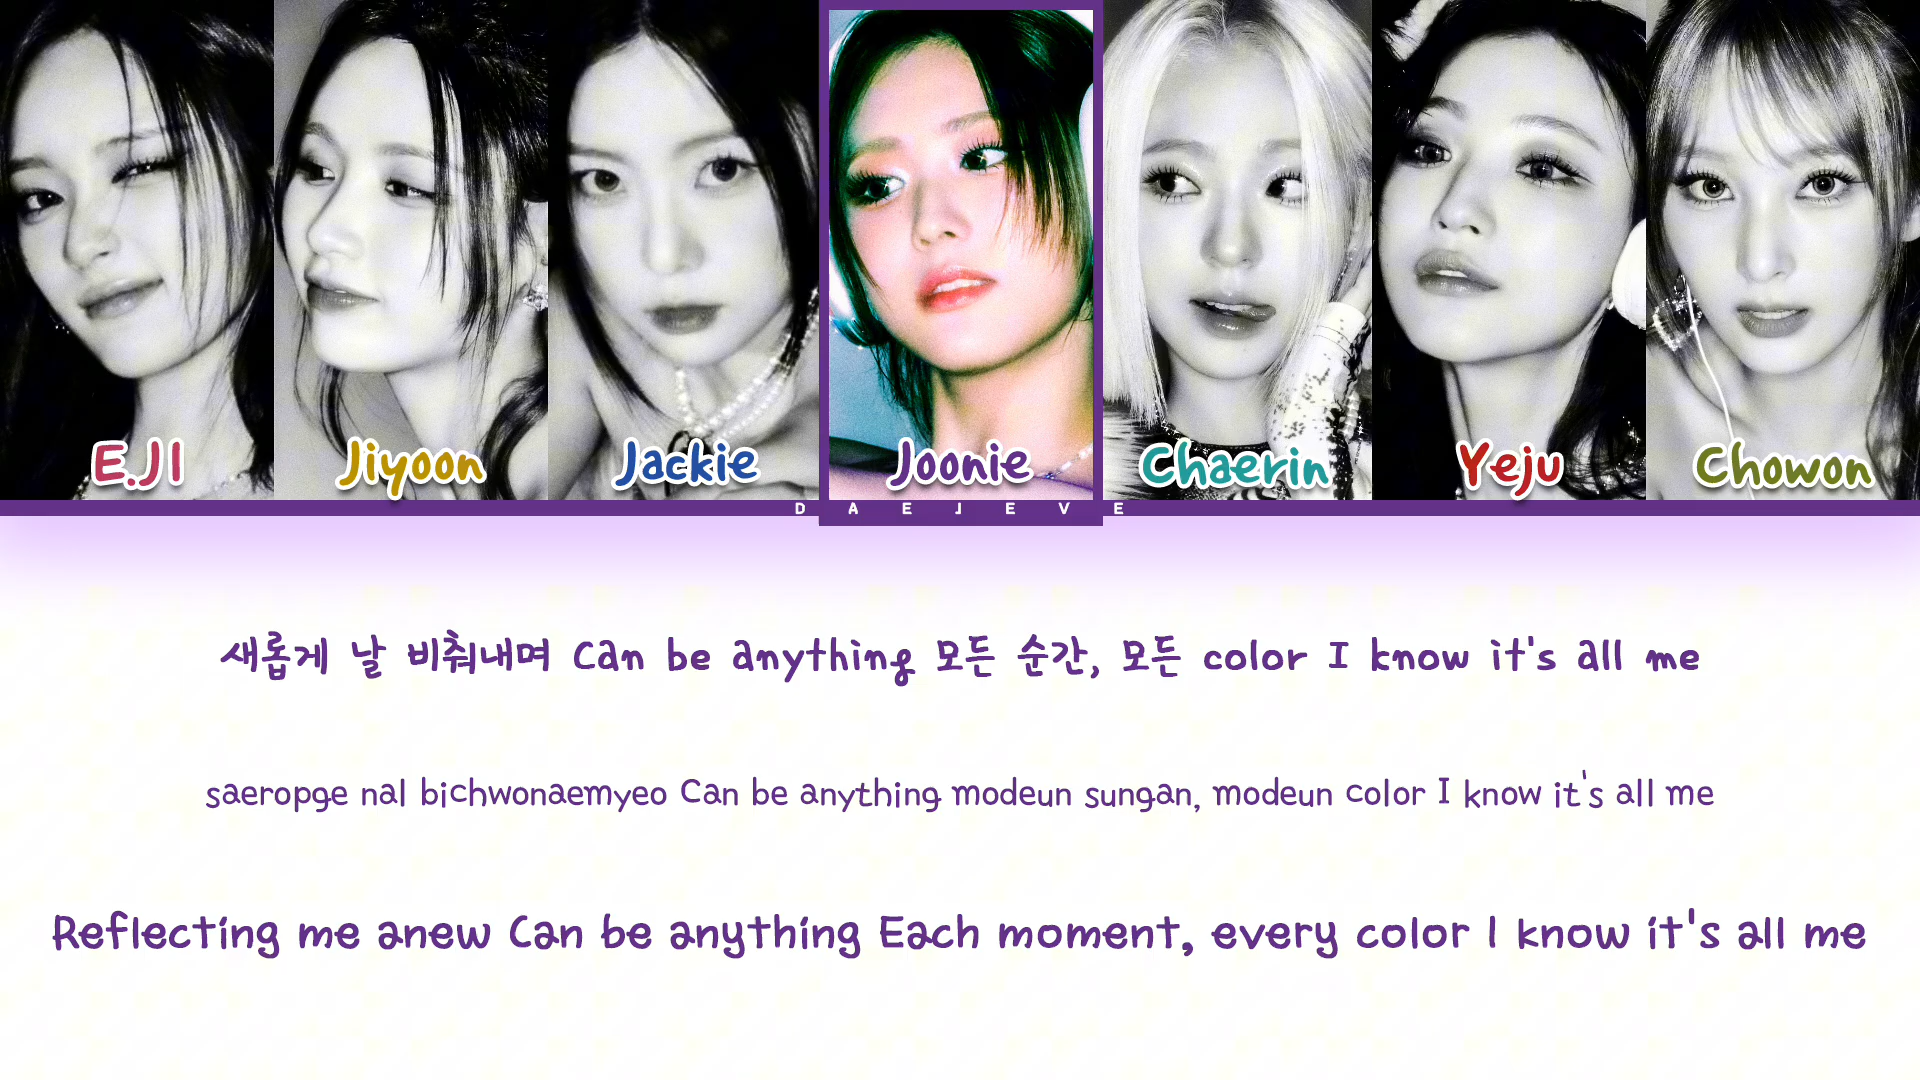 E.JI
Jiyoon
Jackie
Joonie
Chaerin
Yeju
Chowon
DAEJEVE
새롭게 날 비춰내며 Can be anything 모든 순간, 모든 color I know it's all me
saeropge nal bichwonaemyeo Can be anything modeun sungan, modeun color I know it's all me
Reflecting me anew Can be anything Each moment, every color I know it's all me